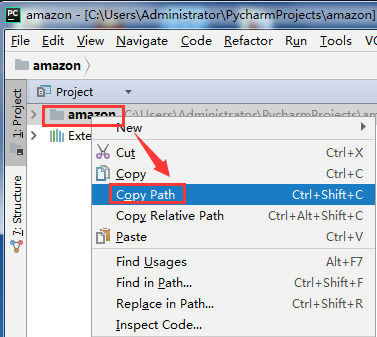 PC amazon - [C:\Users\Administrator\PycharmProjects\amazon]
File Edit View Navigate Code Refactor Run Tools VC
amazon
Project
1: Project
7: Structure
amazon C:\Users\Administrator\PycharmProjects\amazon
Exte
New
Cut Ctrl+X
Copy Ctrl+C
Copy Path Ctrl+Shift+C
Copy Relative Path Ctrl+Alt+Shift+C
Paste Ctrl+V
Find Usages Alt+F7
Find in Path... Ctrl+Shift+F
Replace in Path... Ctrl+Shift+R
Inspect Code...